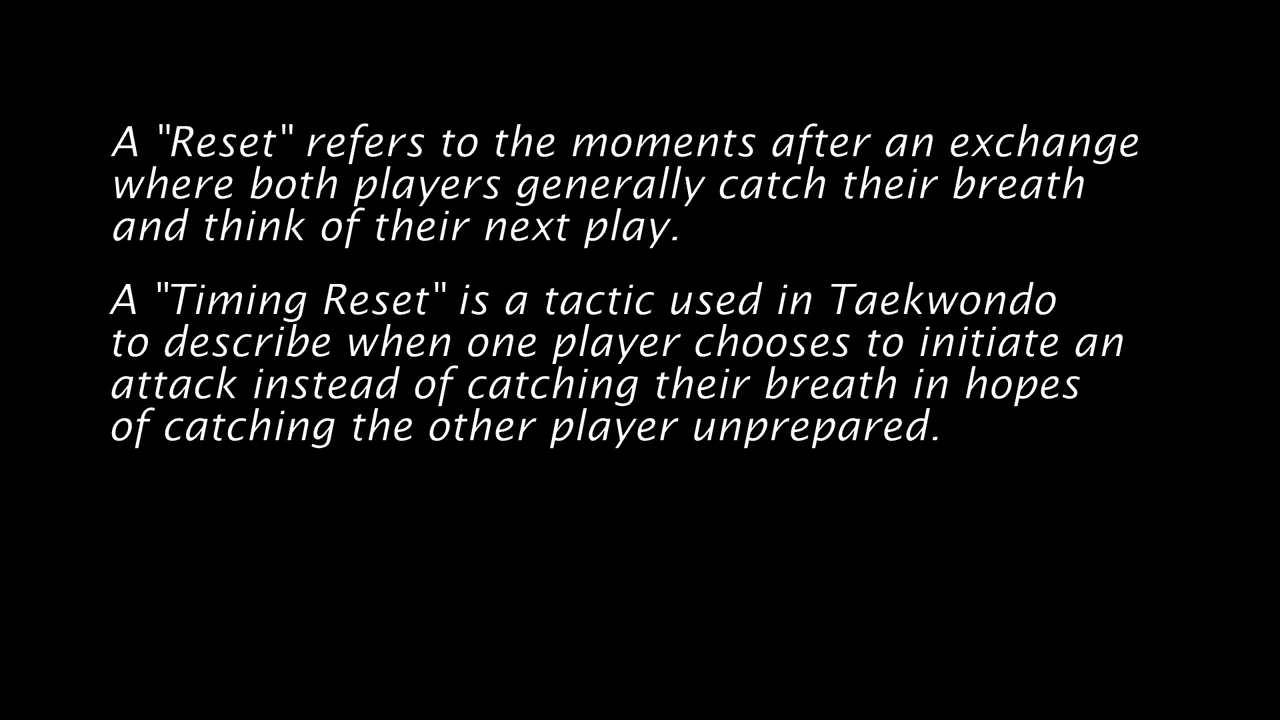 A "Reset" refers to the moments after an exchange
where both players generally catch their breath
and think of their next play.
A "Timing Reset" is a tactic used in Taekwondo
to describe when one player chooses to initiate an
attack instead of catching their breath in hopes
of catching the other player unprepared.